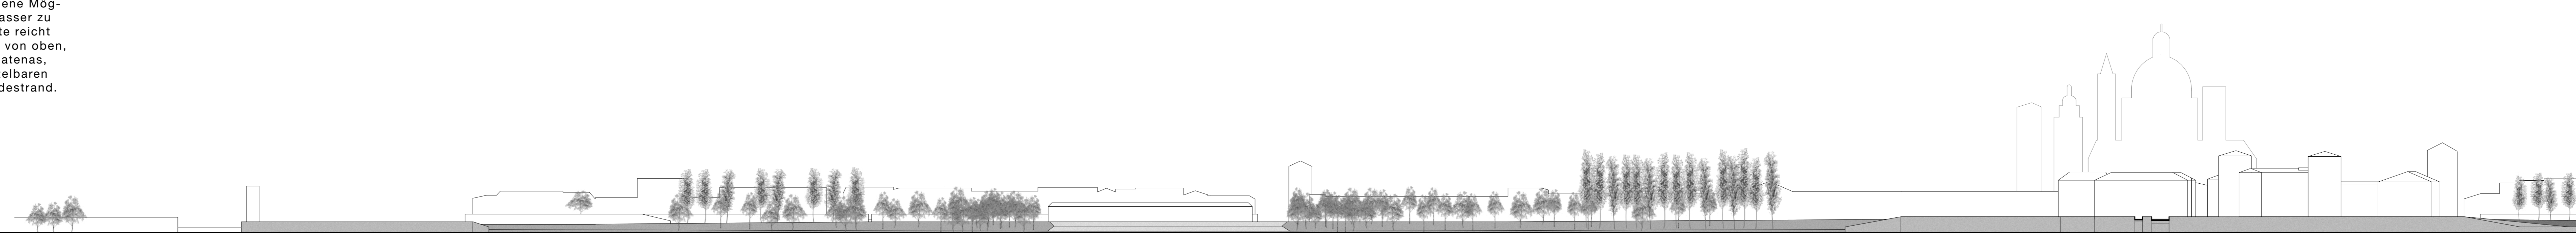 ene Mög-
asser zu
te reicht
von oben,
atenas,
elbaren
destrand.